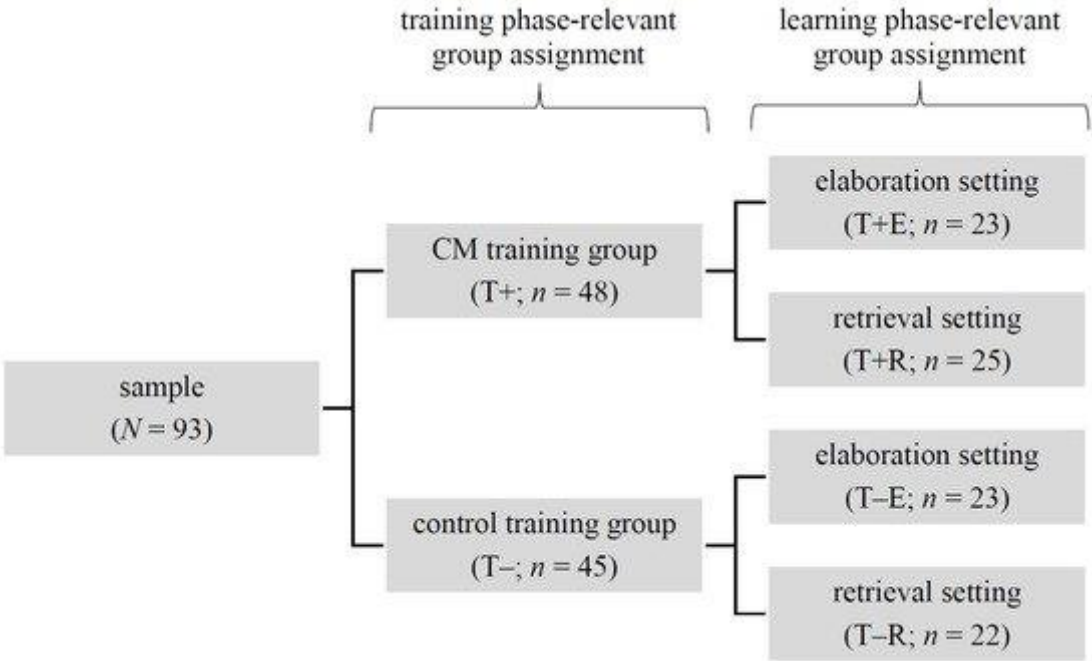 training phase-relevant
group assignment
learning phase-relevant
group assignment
sample
(N = 93)
CM training group
(T+; n = 48)
control training group
(T–; n = 45)
elaboration setting
(T+E; n = 23)
retrieval setting
(T+R; n = 25)
elaboration setting
(T–E; n = 23)
retrieval setting
(T–R; n = 22)